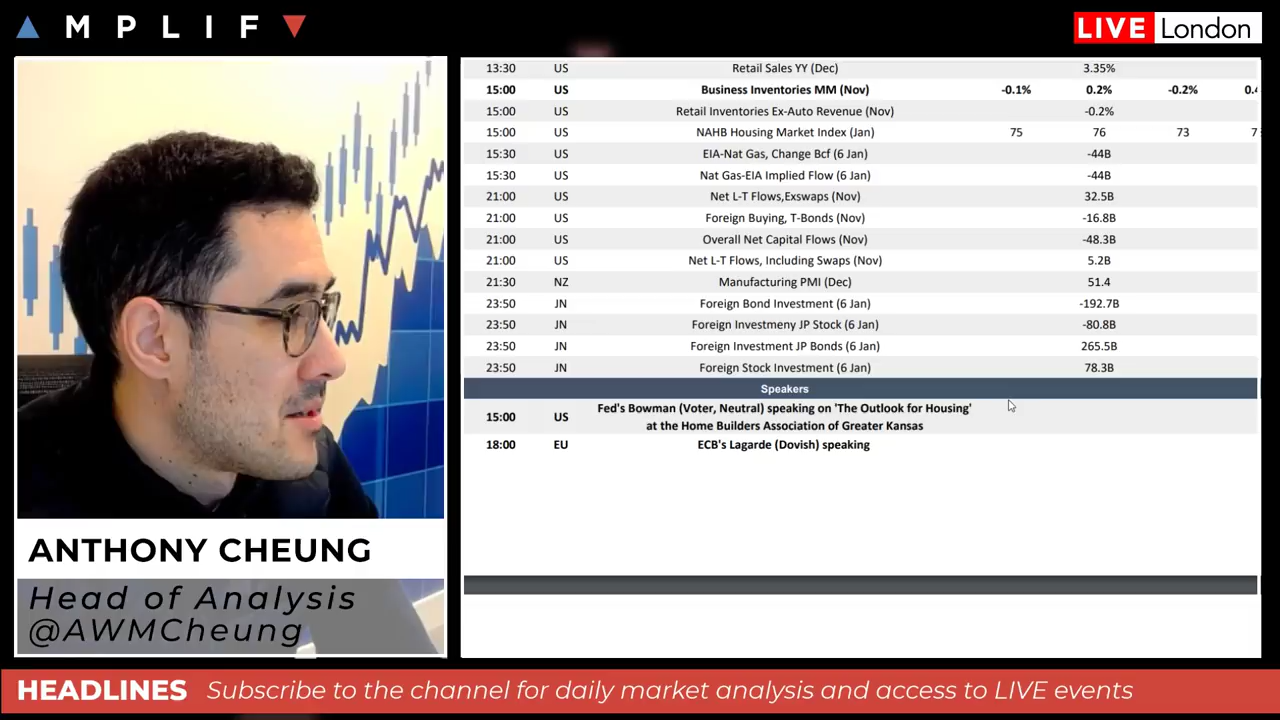 MPLIF
LIVE London
13:30 US Retail Sales YY (Dec) 3.35%
15:00 US Business Inventories MM (Nov) -0.1% 0.2% -0.2%
15:00 US Retail Inventories Ex-Auto Revenue (Nov) -0.2%
15:00 US NAHB Housing Market Index (Jan) 75 76 73
15:30 US EIA-Nat Gas, Change Bcf (6 Jan) -44B
15:30 US Nat Gas-EIA Implied Flow (6 Jan) -44B
21:00 US Net L-T Flows,Exswaps (Nov) 32.5B
21:00 US Foreign Buying, T-Bonds (Nov) -16.8B
21:00 US Overall Net Capital Flows (Nov) -48.3B
21:00 US Net L-T Flows, Including Swaps (Nov) 5.2B
21:30 NZ Manufacturing PMI (Dec) 51.4
23:50 JN Foreign Bond Investment (6 Jan) -192.7B
23:50 JN Foreign Investmeny JP Stock (6 Jan) -80.8B
23:50 JN Foreign Investment JP Bonds (6 Jan) 265.5B
23:50 JN Foreign Stock Investment (6 Jan) 78.3B
Speakers
15:00 US Fed's Bowman (Voter, Neutral) speaking on 'The Outlook for Housing'
at the Home Builders Association of Greater Kansas
18:00 EU ECB's Lagarde (Dovish) speaking
ANTHONY CHEUNG
Head of Analysis
@AWMCheung
HEADLINES Subscribe to the channel for daily market analysis and access to LIVE events